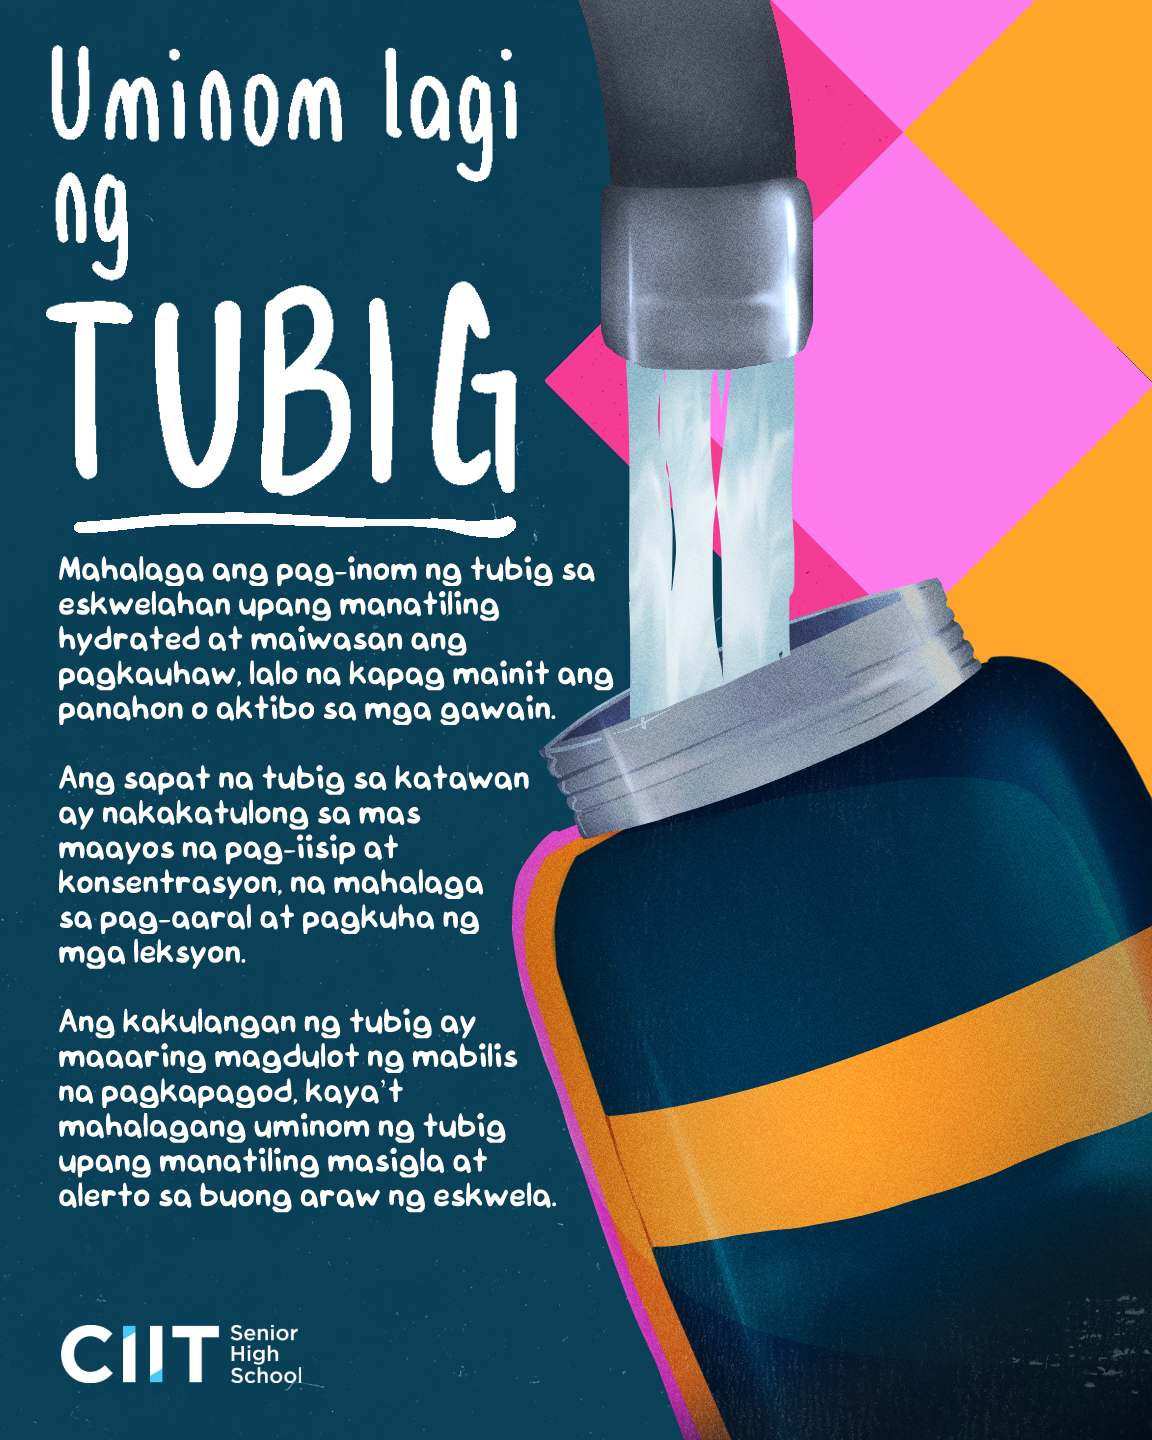 Uminom lagi
ng
TUBIG
Mahalaga ang pag-inom ng tubig sa
eskwelahan upang manatiling
hydrated at maiwasan ang
pagkauhaw, lalo na kapag mainit ang
panahon o aktibo sa mga gawain.
Ang sapat na tubig sa katawan
ay nakakatulong sa mas
maayos na pag-iisip at
konsentrasyon, na mahalaga
sa pag-aaral at pagkuha ng
mga leksyon.
Ang kakulangan ng tubig ay
maaaring magdulot ng mabilis
na pagkapagod, kaya't
mahalagang uminom ng tubig
upang manatiling masigla at
alerto sa buong araw ng eskwela.
CIIT
Senior
High
School